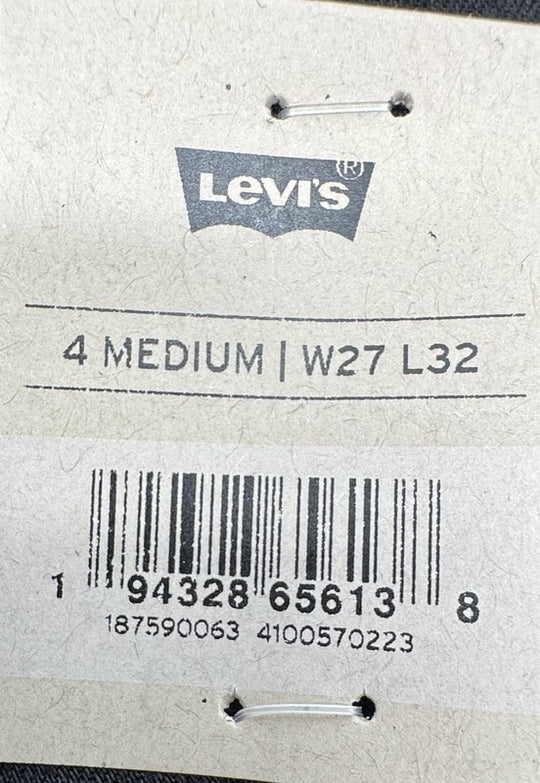 Levi's®
4 MEDIUM | W27 L32
1 94328 65613 8
187590063 4100570223